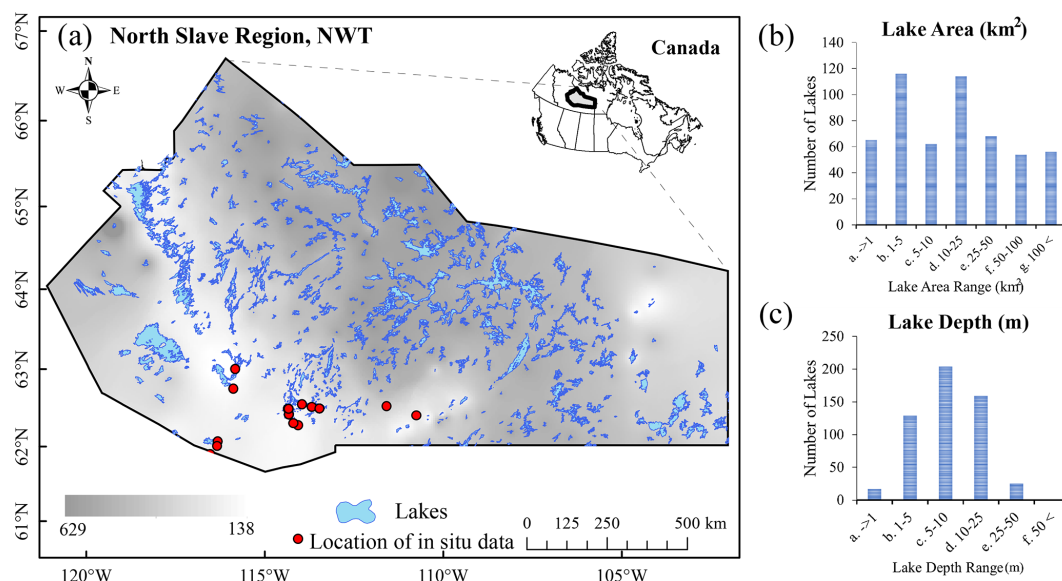 (a) North Slave Region, NWT
Canada
N
W E
S
67°N
66°N
65°N
64°N
63°N
62°N
61°N
120°W
115°W
110°W
105°W
629 138
Lakes
Location of in situ data
0 125 250 500 km
(b) Lake Area (km²)
Number of Lakes
140
120
100
80
60
40
20
0
a. ->1
b. 1-5
c. 5-10
d. 10-25
e. 25-50
f. 50-100
g. 100 <
Lake Area Range (km²)
(c) Lake Depth (m)
Number of Lakes
250
200
150
100
50
0
a. ->1
b. 1-5
c. 5-10
d. 10-25
e. 25-50
f. 50 <
Lake Depth Range (m)